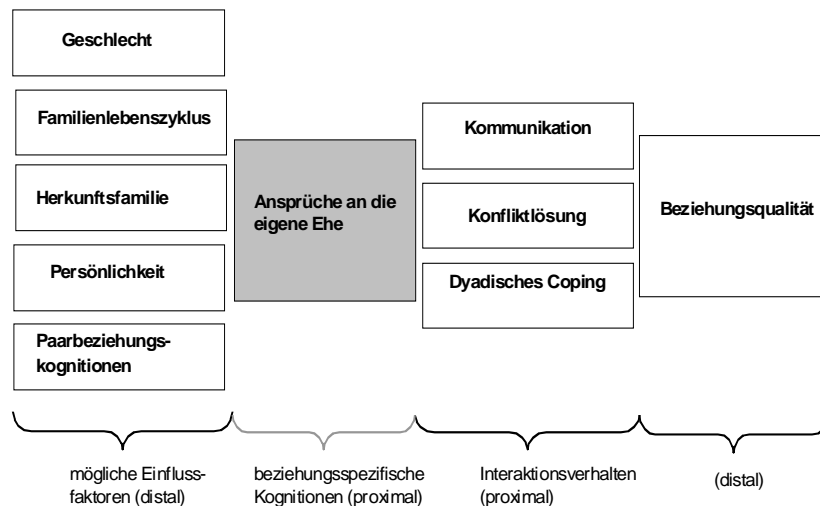 Geschlecht
Familienlebenszyklus
Herkunftsfamilie
Persönlichkeit
Paarbeziehungs-
kognitionen
Ansprüche an die
eigene Ehe
Kommunikation
Konfliktlösung
Dyadisches Coping
Beziehungsqualität
mögliche Einfluss-
faktoren (distal)
beziehungsspezifische
Kognitionen (proximal)
Interaktionsverhalten
(proximal)
(distal)